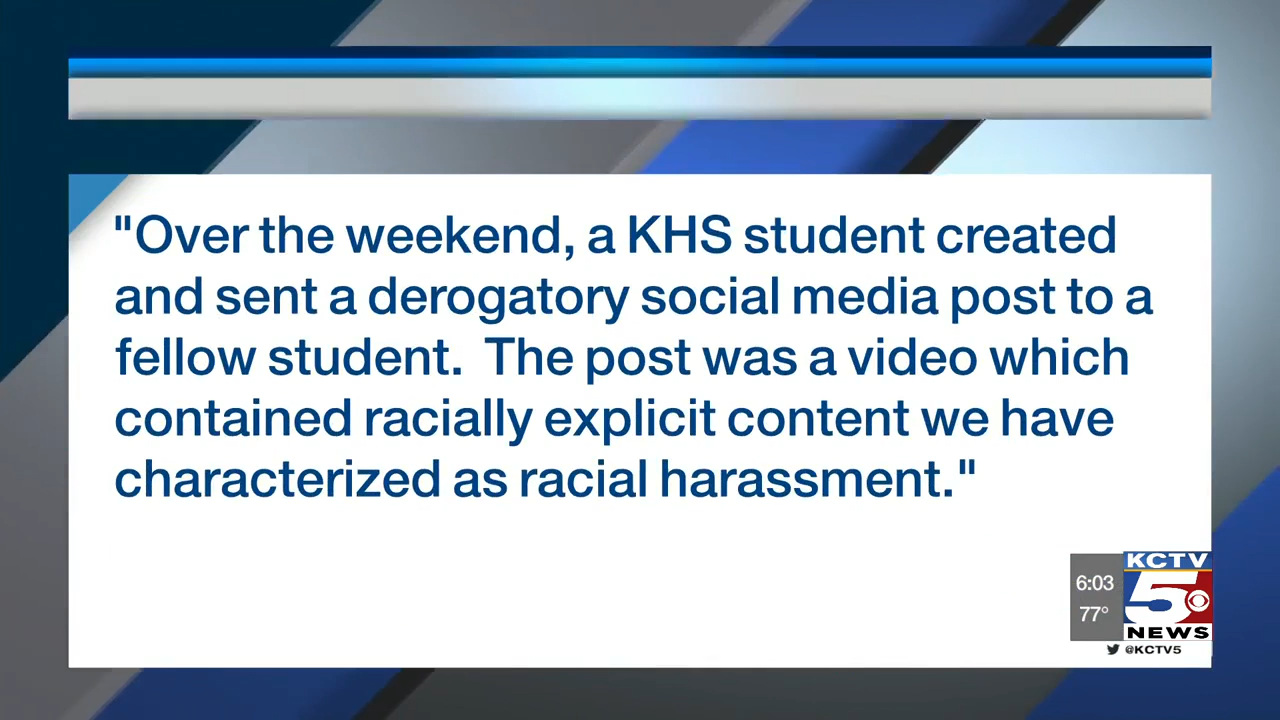 "Over the weekend, a KHS student created
and sent a derogatory social media post to a
fellow student.  The post was a video which
contained racially explicit content we have
characterized as racial harassment."
6:03
77°
KCTV
5
NEWS
@KCTV5